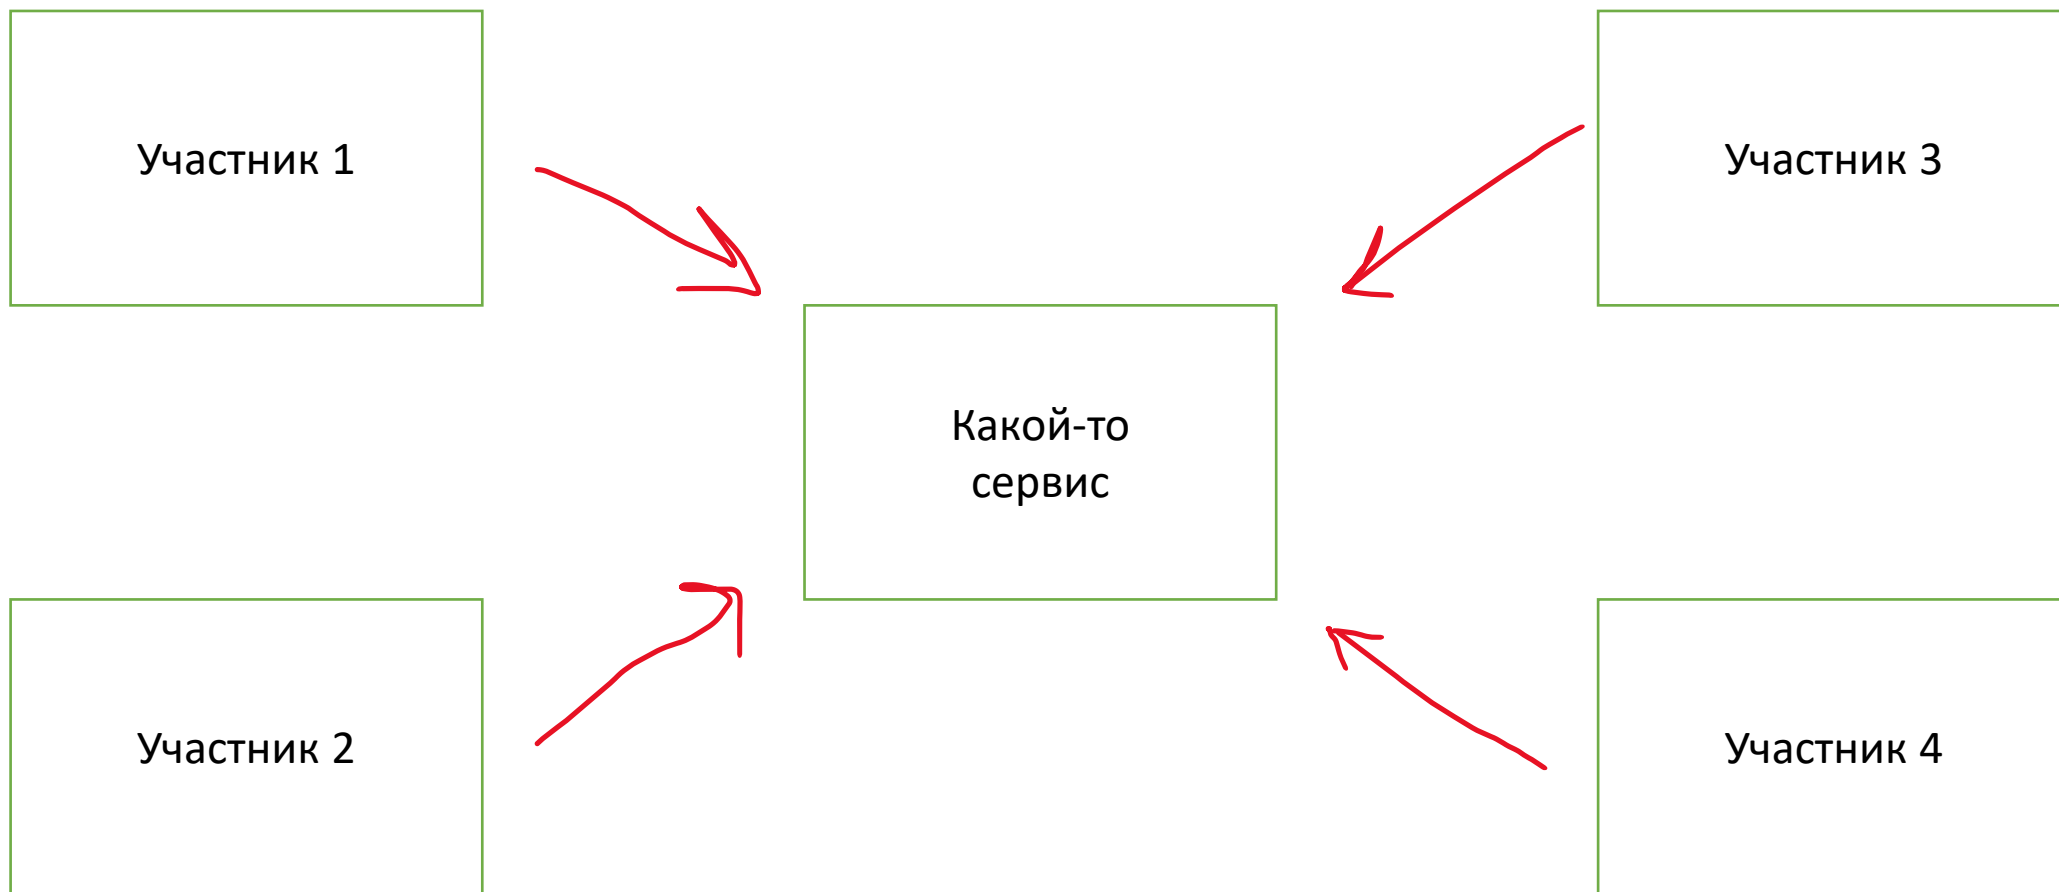 Участник 1
Участник 3
Какой-то
сервис
Участник 2
Участник 4